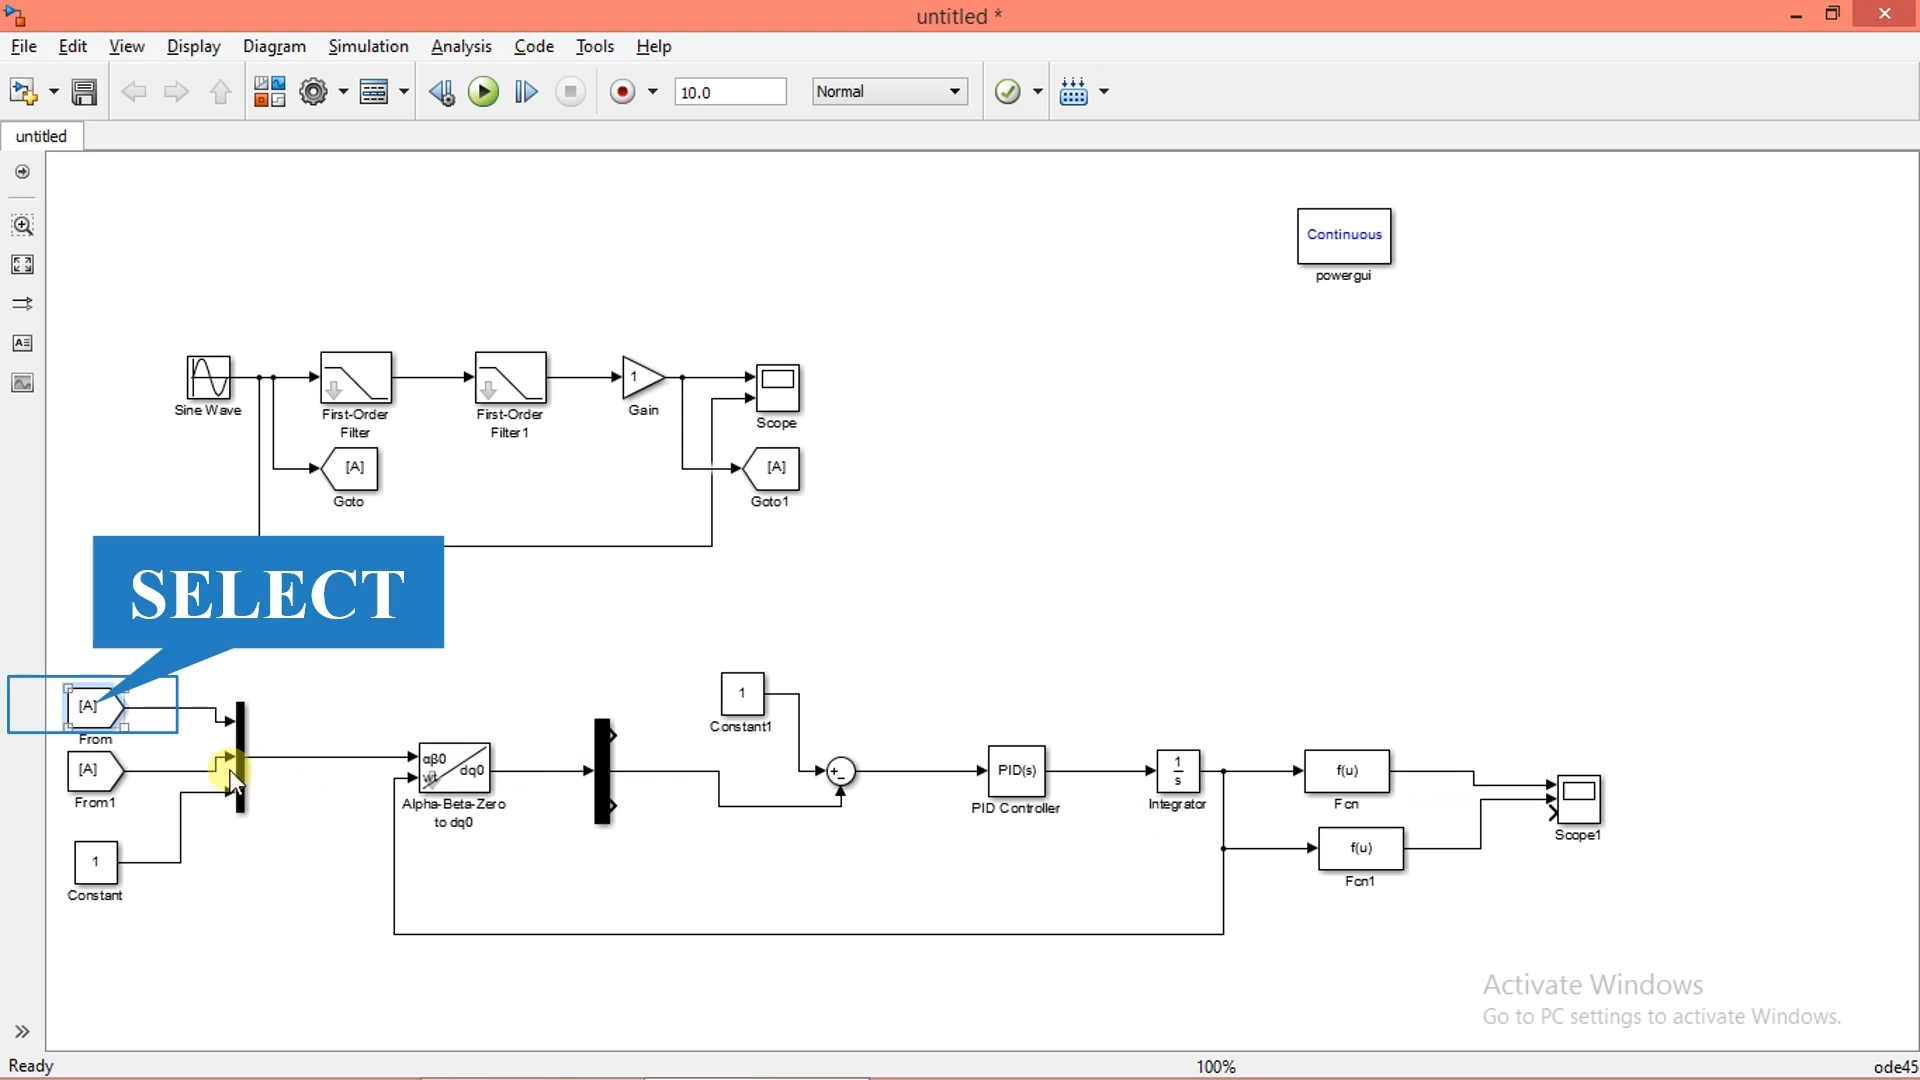 untitled *
File Edit View Display Diagram Simulation Analysis Code Tools Help
10.0 Normal
untitled
Continuous
powergui
Sine Wave
First-Order
Filter
First-Order
Filter1
1
Gain
Scope
[A]
Goto
[A]
Goto1
SELECT
[A]
From
[A]
From1
1
Constant
αβ0
wt
dq0
Alpha-Beta-Zero
to dq0
1
Constant1
+
-
PID(s)
PID Controller
1
s
Integrator
f(u)
Fcn
f(u)
Fcn1
Scope1
Activate Windows
Go to PC settings to activate Windows.
Ready 100% ode45